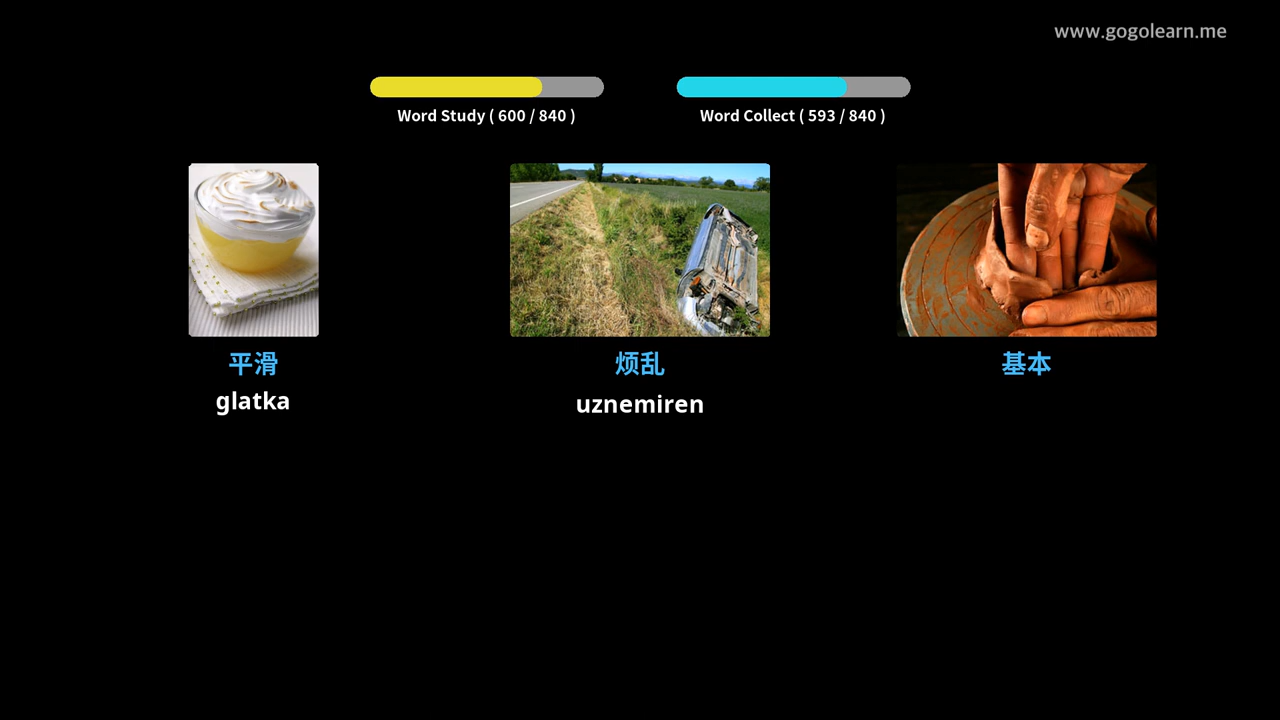 www.gogolearn.me
Word Study ( 600 / 840 )
Word Collect ( 593 / 840 )
平滑
烦乱
基本
glatka
uznemiren